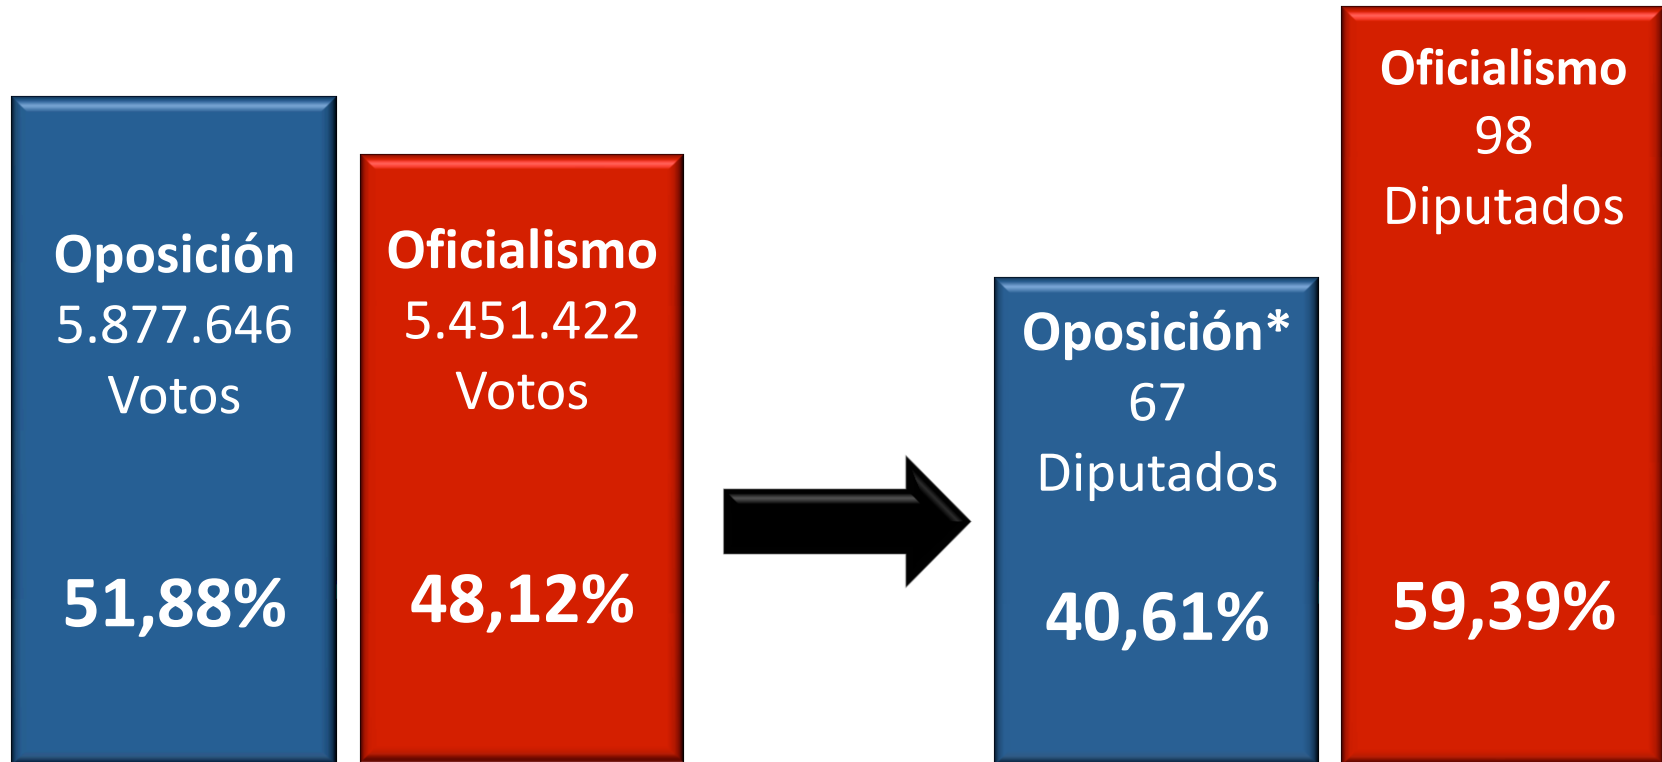 Oposición
5.877.646
Votos
51,88%
Oficialismo
5.451.422
Votos
48,12%
Oposición*
67
Diputados
40,61%
Oficialismo
98
Diputados
59,39%